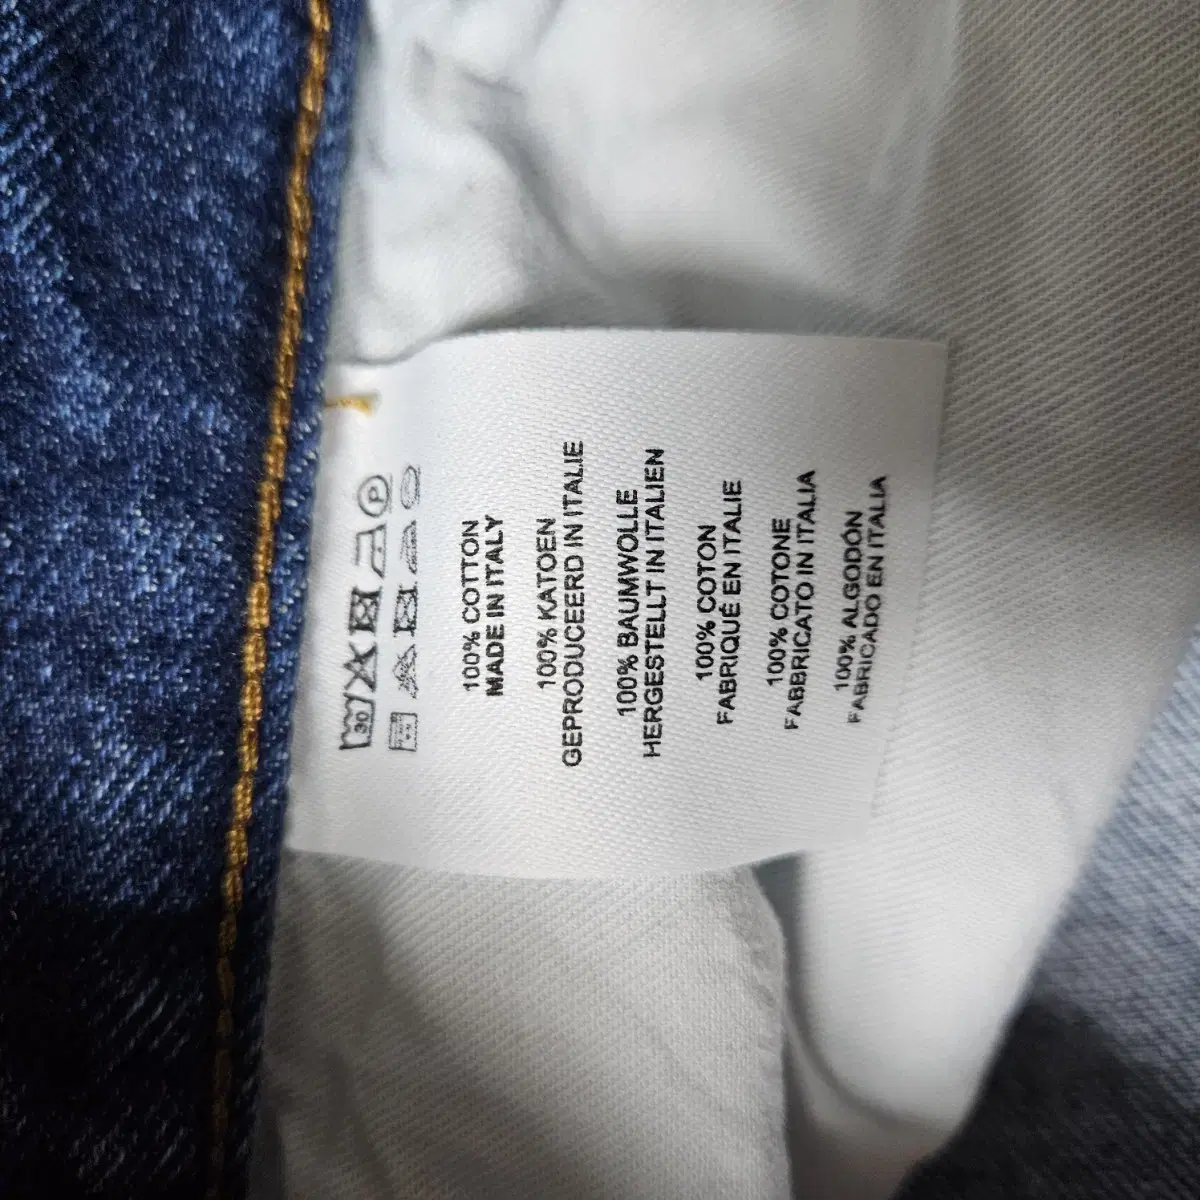 30 P
100% COTTON
MADE IN ITALY
100% KATOEN
GEPRODUCEERD IN ITALIE
100% BAUMWOLLE
HERGESTELLT IN ITALIEN
100% COTON
FABRIQUÉ EN ITALIE
100% COTONE
FABBRICATO IN ITALIA
100% ALGODÓN
FABRICADO EN ITALIA